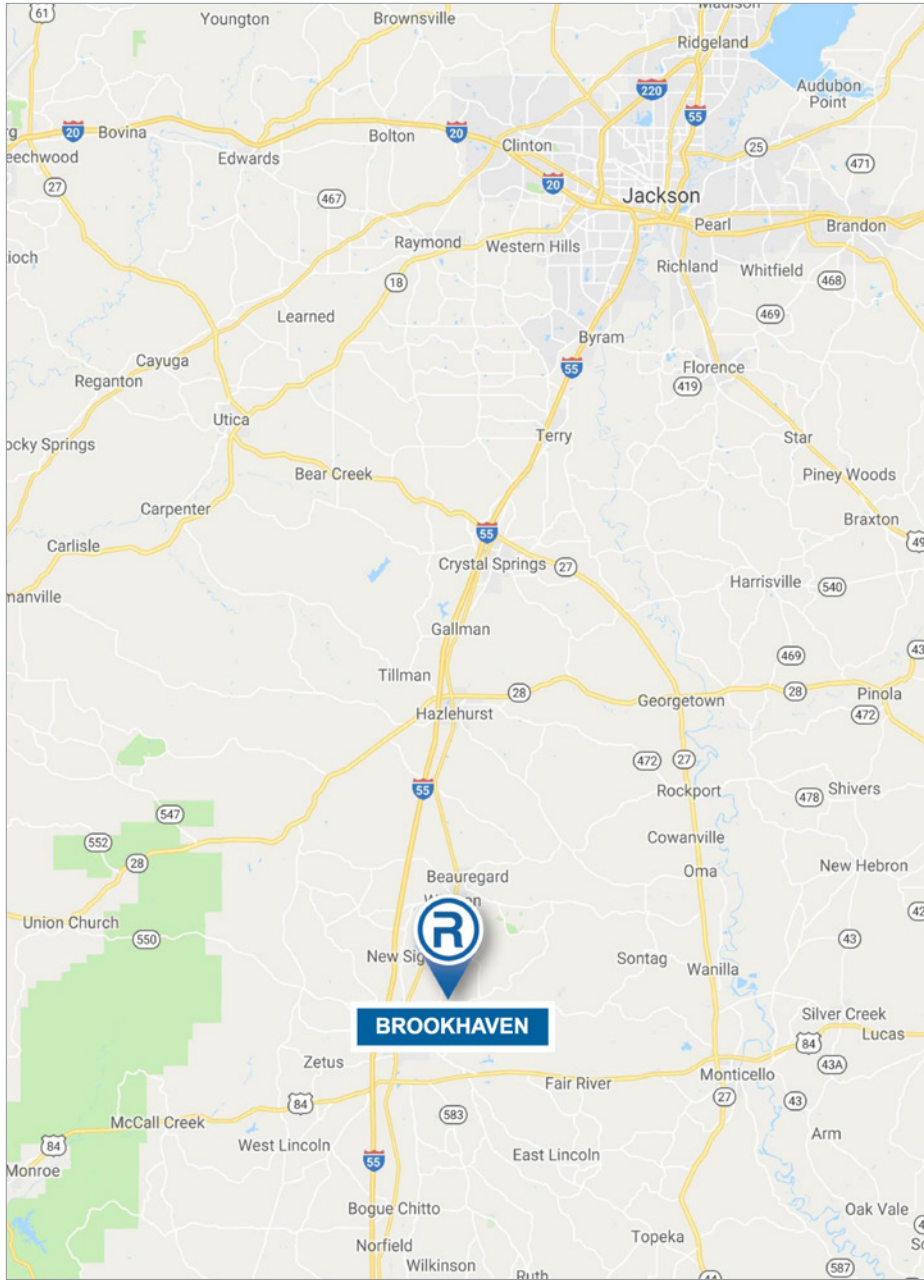 61
Youngton
Brownsville
Madison
Ridgeland
220
Audubon
Point
55
20
Bovina
Edwards
Bolton
20
Clinton
25
471
eechwood
27
467
20
Jackson
Pearl
Brandon
Raymond
Western Hills
ioch
18
Richland
Whitfield
468
469
Learned
Byram
Cayuga
55
Florence
Reganton
419
Utica
ocky Springs
Terry
Star
Bear Creek
Piney Woods
Carpenter
Braxton
55
49
Carlisle
Crystal Springs
27
Harrisville
540
manville
Gallman
469
43
Tillman
28
Georgetown
28
Pinola
Hazlehurst
472
472
27
55
Rockport
478
Shivers
547
552
Cowanville
28
Oma
New Hebron
Beauregard
Union Church
R
42
550
43
New Sig
Sontag
Wanilla
BROOKHAVEN
Silver Creek
Lucas
84
Zetus
43A
Fair River
Monticello
84
27
43
McCall Creek
583
84
West Lincoln
Arm
Monroe
55
East Lincoln
Bogue Chitto
Oak Vale
Norfield
Topeka
Wilkinson
587
Ruth
44